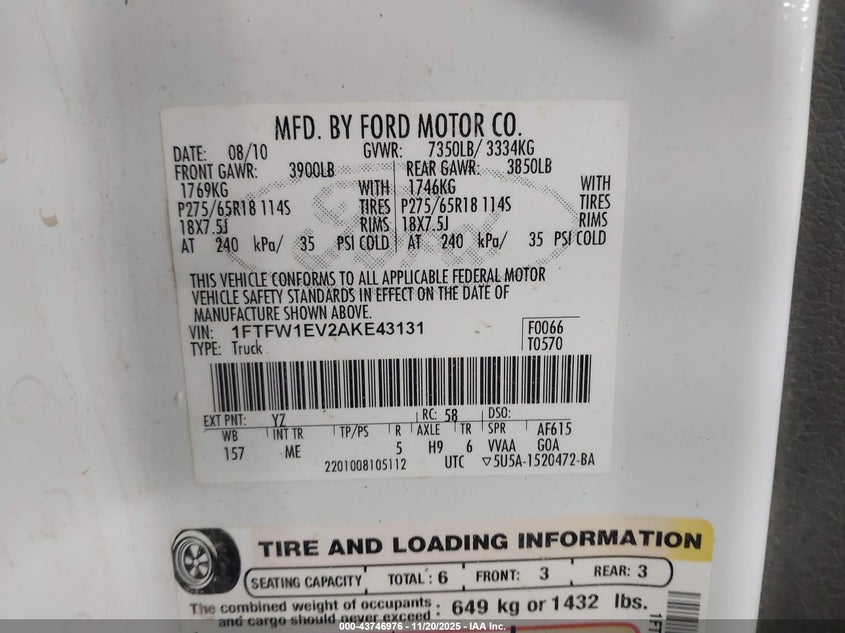 MFD. BY FORD MOTOR CO.
DATE: 08/10 GVWR: 7350LB/ 3334KG
FRONT GAWR: 3900LB REAR GAWR: 3850LB
1769KG WITH 1746KG WITH
P275/65R18 114S TIRES P275/65R18 114S TIRES
18X7.5J RIMS 18X7.5J RIMS
AT 240 kPa/ 35 PSI COLD AT 240 kPa/ 35 PSI COLD
Ford
THIS VEHICLE CONFORMS TO ALL APPLICABLE FEDERAL MOTOR
VEHICLE SAFETY STANDARDS IN EFFECT ON THE DATE OF
MANUFACTURE SHOWN ABOVE.
VIN: 1FTFW1EV2AKE43131 F0066
TYPE: Truck T0570
EXT PNT: YZ RC: 58 DSO:
WB INT TR TP/PS R AXLE TR SPR AF615
157 ME 5 H9 6 VVAA GOA
2201008105112 UTC ▽5U5A-1520472-BA
TIRE AND LOADING INFORMATION
SEATING CAPACITY TOTAL: 6 FRONT: 3 REAR: 3
The combined weight of occupants : 649 kg or 1432 lbs.
and cargo should never exceed
1FT
000-43746976 - 11/20/2025 - IAA Inc.